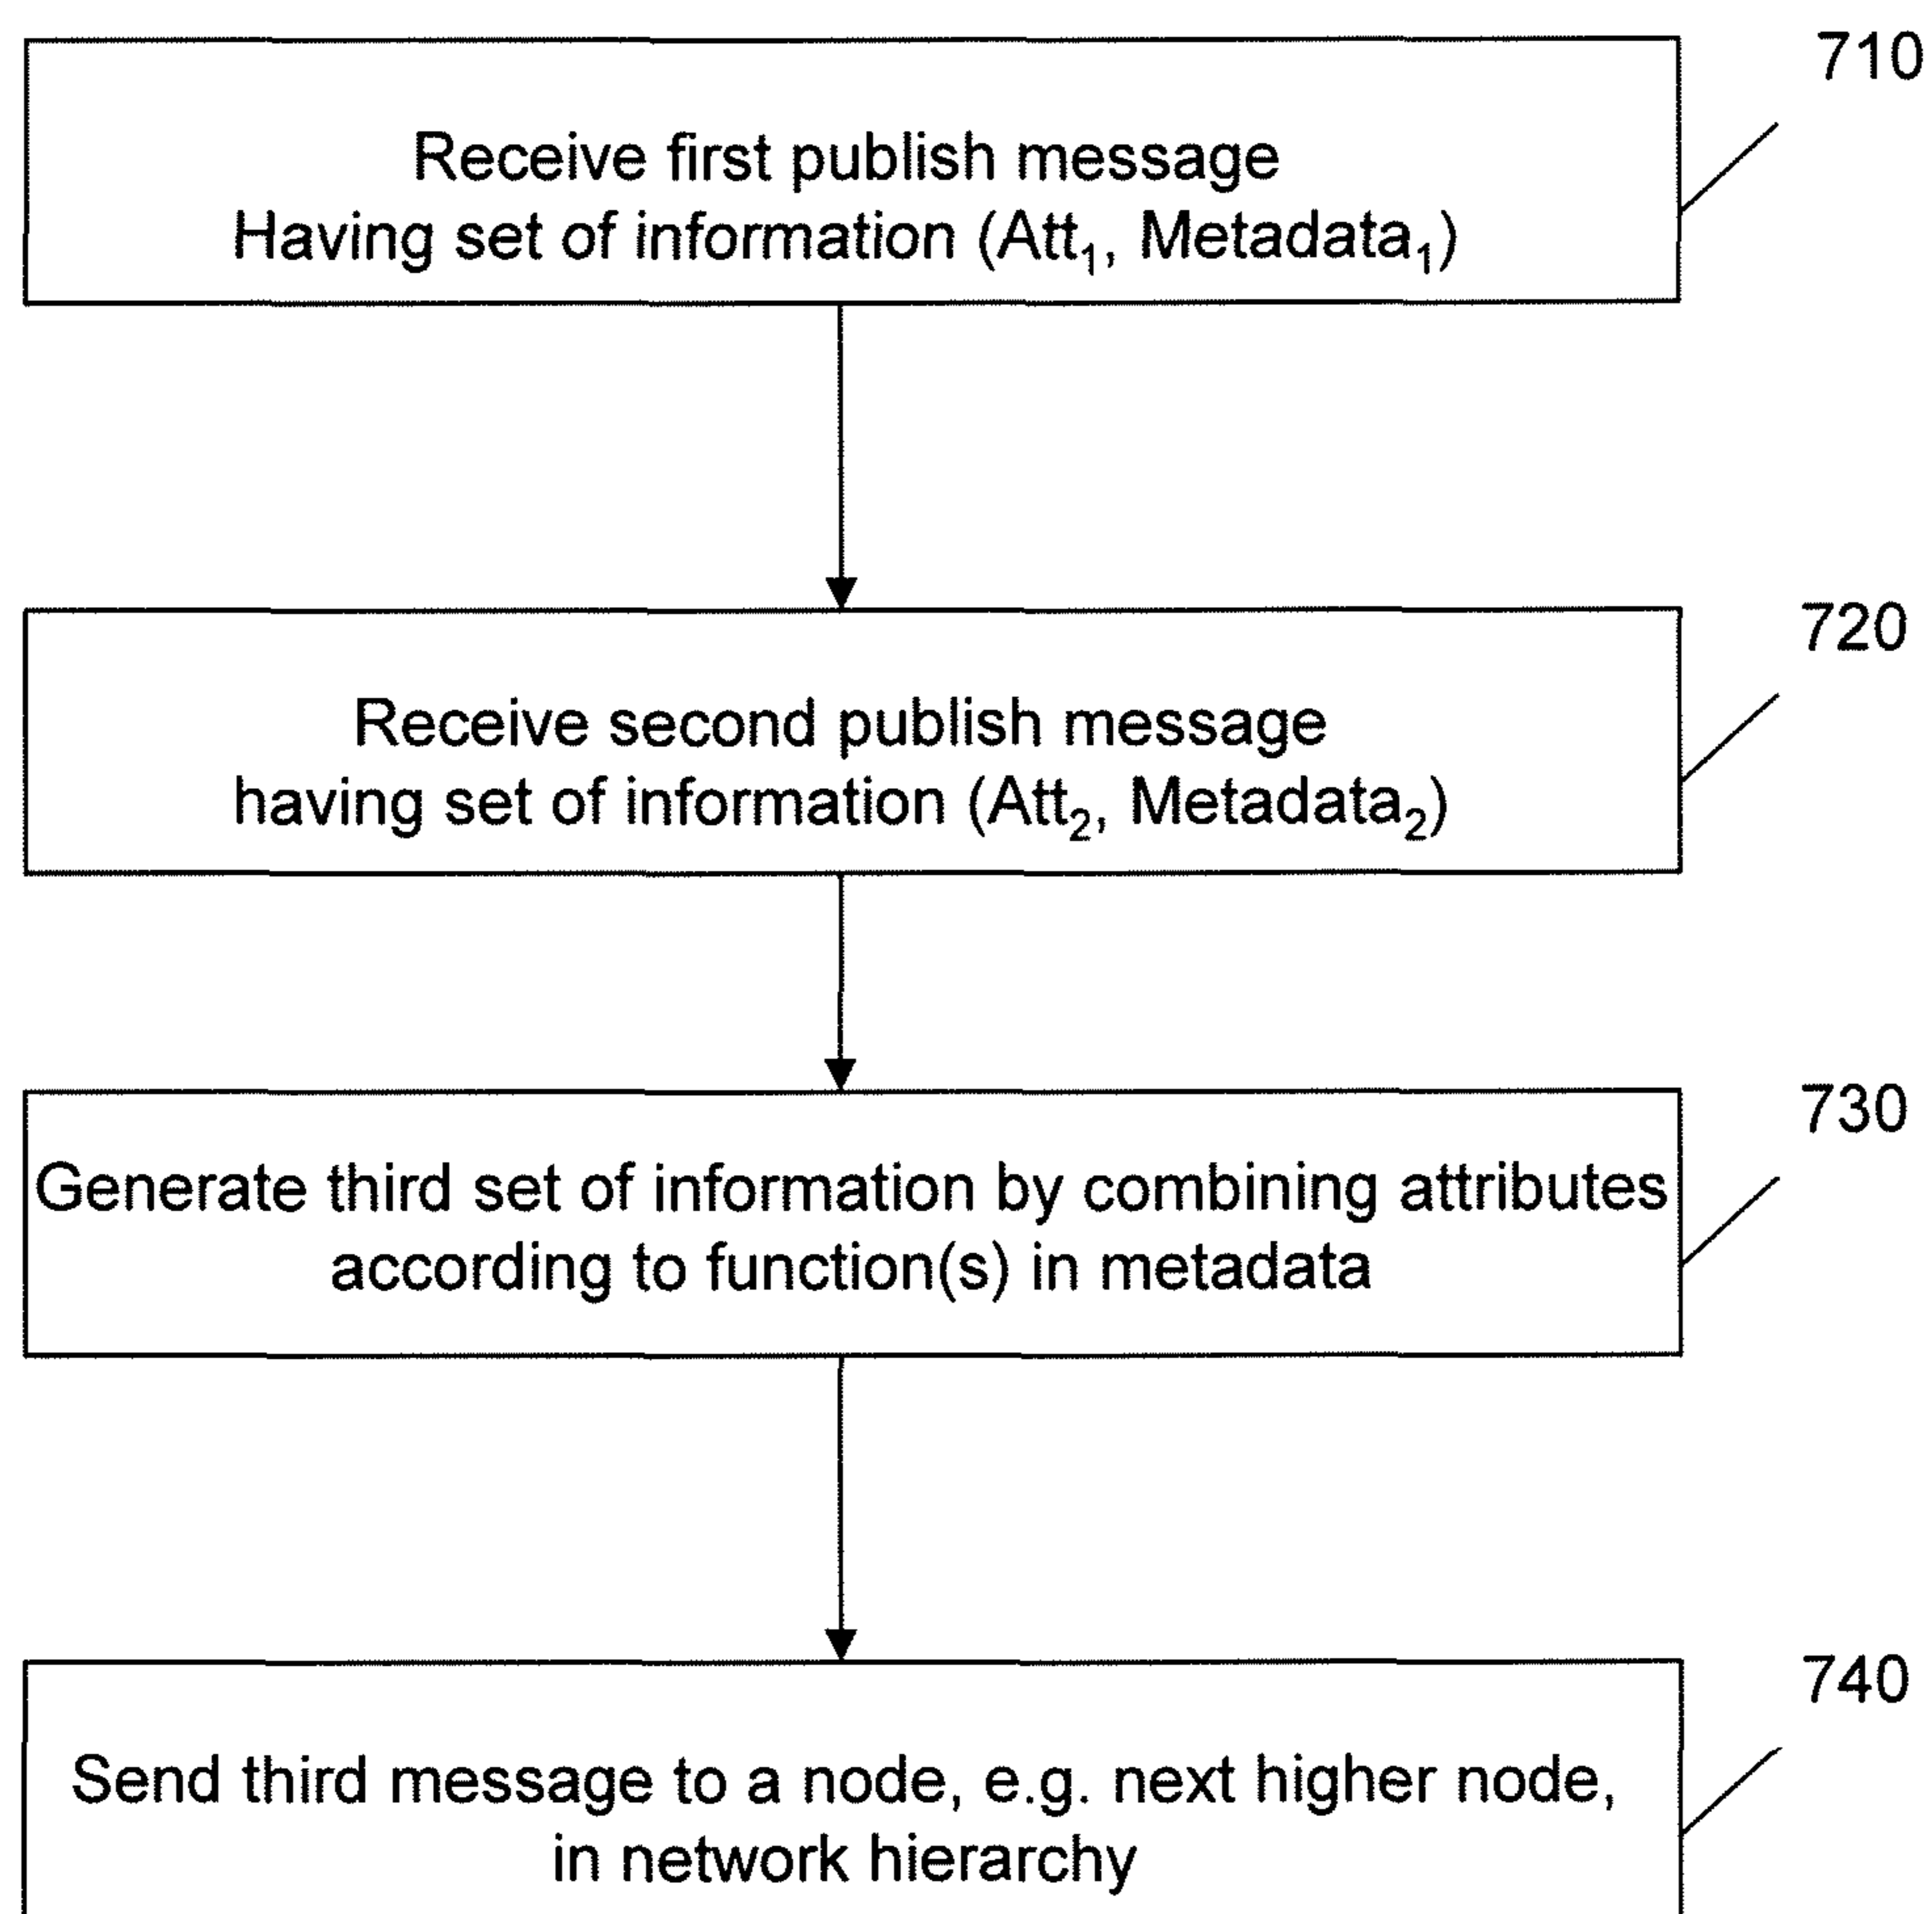 710
Receive first publish message
Having set of information (Att₁, Metadata₁)
720
Receive second publish message
having set of information (Att₂, Metadata₂)
730
Generate third set of information by combining attributes
according to function(s) in metadata
740
Send third message to a node, e.g. next higher node,
in network hierarchy